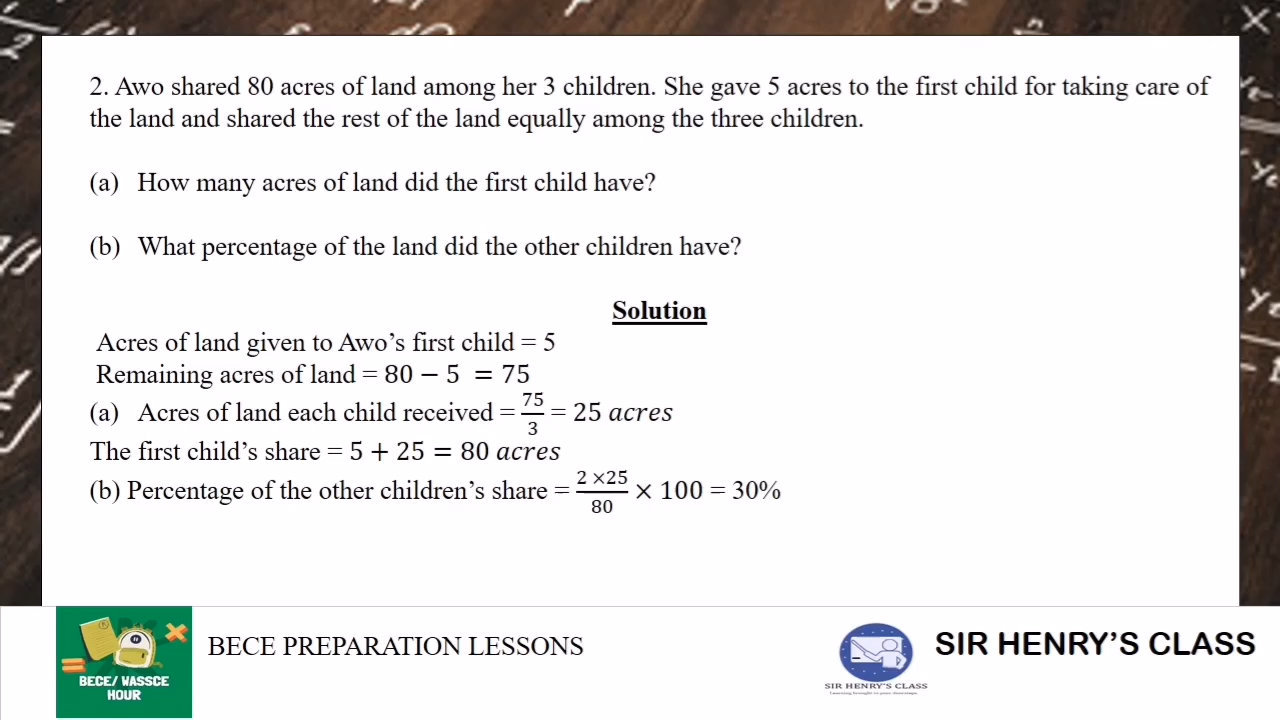 2. Awo shared 80 acres of land among her 3 children. She gave 5 acres to the first child for taking care of
the land and shared the rest of the land equally among the three children.
(a) How many acres of land did the first child have?
(b) What percentage of the land did the other children have?
Solution
Acres of land given to Awo’s first child = 5
Remaining acres of land = 80 − 5 = 75
(a) Acres of land each child received = 75/3 = 25 acres
The first child’s share = 5 + 25 = 80 acres
(b) Percentage of the other children’s share = 2 ×25/80 × 100 = 30%
BECE/ WASSCE
HOUR
BECE PREPARATION LESSONS
SIR HENRY’S CLASS
SIR HENRY’S CLASS